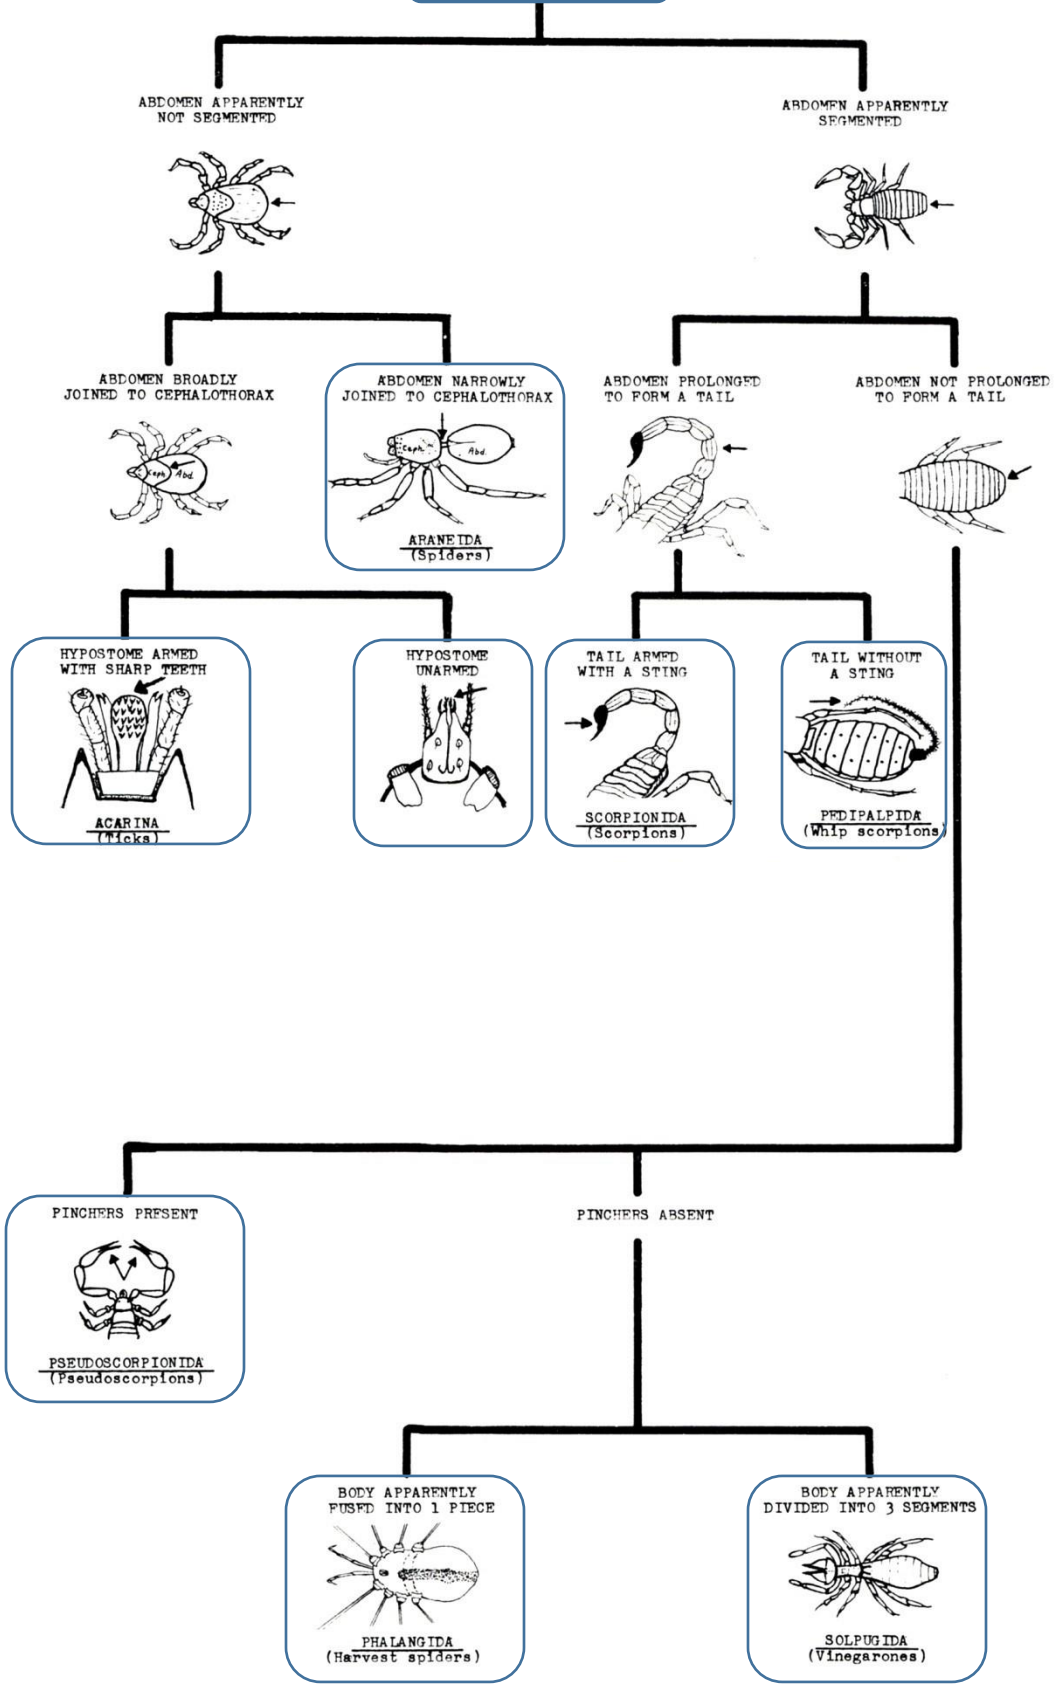 ABDOMEN APPARENTLY
NOT SEGMENTED
ABDOMEN APPARENTLY
SEGMENTED
ABDOMEN BROADLY
JOINED TO CEPHALOTHORAX
Ceph.
Abd.
ABDOMEN NARROWLY
JOINED TO CEPHALOTHORAX
Ceph.
Abd.
ARANEIDA
(Spiders)
ABDOMEN PROLONGED
TO FORM A TAIL
ABDOMEN NOT PROLONGED
TO FORM A TAIL
HYPOSTOME ARMED
WITH SHARP TEETH
ACARINA
(Ticks)
HYPOSTOME
UNARMED
TAIL ARMED
WITH A STING
SCORPIONIDA
(Scorpions)
TAIL WITHOUT
A STING
PEDIPALPIDA
(Whip scorpions)
PINCHERS PRESENT
PSEUDOSCORPIONIDA
(Pseudoscorpions)
PINCHERS ABSENT
BODY APPARENTLY
FUSED INTO 1 PIECE
PHALANGIDA
(Harvest spiders)
BODY APPARENTLY
DIVIDED INTO 3 SEGMENTS
SOLPUGIDA
(Vinegarones)